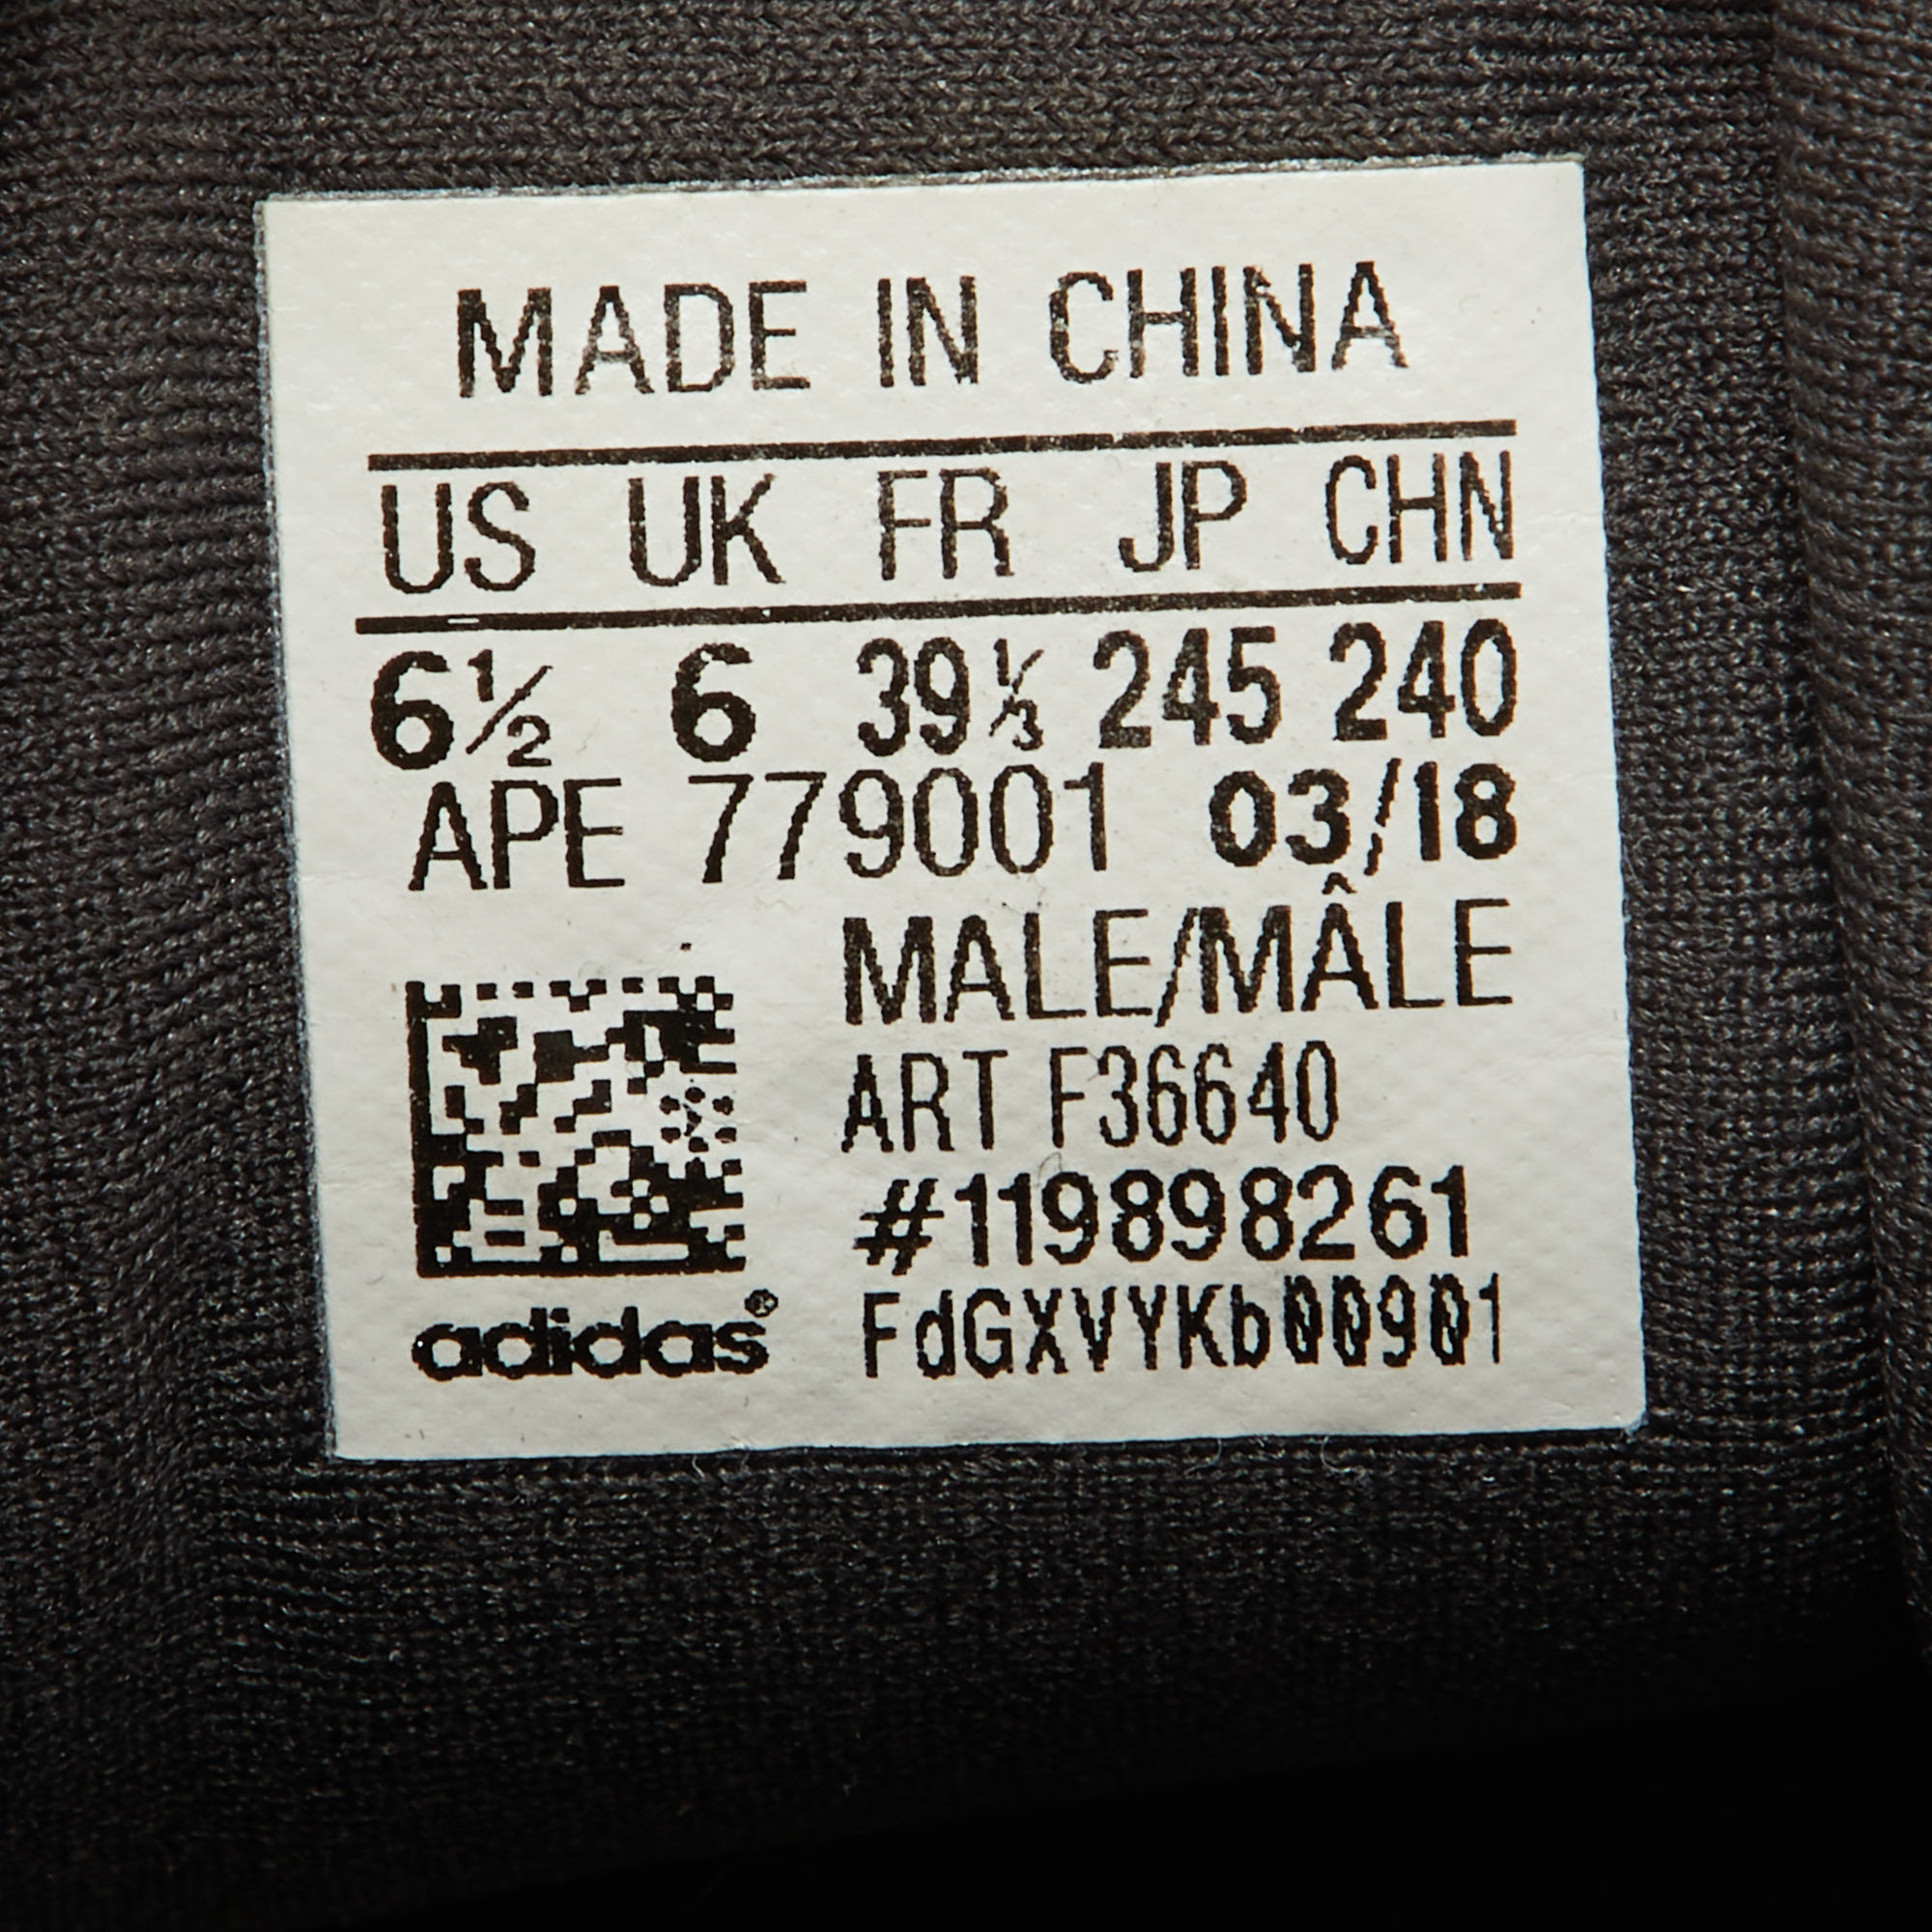 MADE IN CHINA
US UK FR JP CHN
6½ 6 39⅓ 245 240
APE 779001 03/18
MALE/MÂLE
ART F36640
#119898261
adidas® FdGXVYKb00901